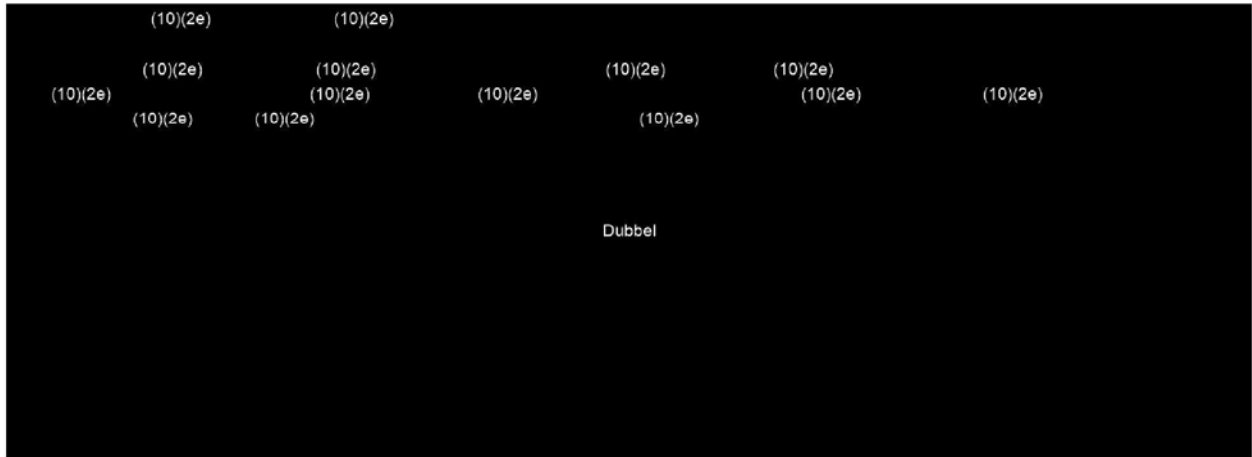 (10)(2e) (10)(2e)
(10)(2e) (10)(2e) (10)(2e) (10)(2e)
(10)(2e) (10)(2e) (10)(2e) (10)(2e) (10)(2e)
(10)(2e) (10)(2e) (10)(2e)
Dubbel